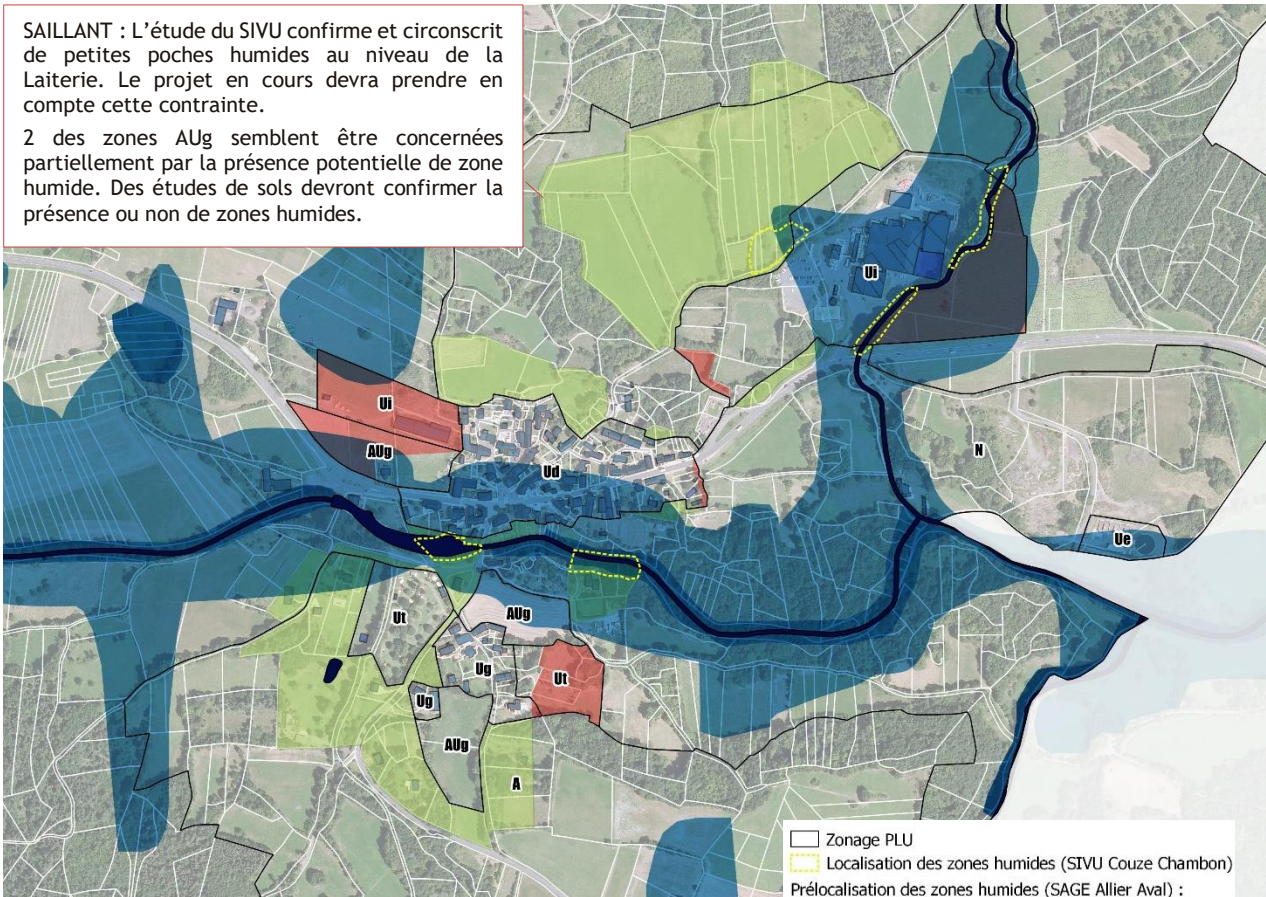 SAILLANT : L'étude du SIVU confirme et circonscrit
de petites poches humides au niveau de la
Laiterie. Le projet en cours devra prendre en
compte cette contrainte.
2 des zones AUg semblent être concernées
partiellement par la présence potentielle de zone
humide. Des études de sols devront confirmer la
présence ou non de zones humides.
Ui
Ui
AUg
Ud
N
Ue
AUg
Ut
Ug
Ut
Ug
AUg
A
Zonage PLU
Localisation des zones humides (SIVU Couze Chambon)
Prélocalisation des zones humides (SAGE Allier Aval) :